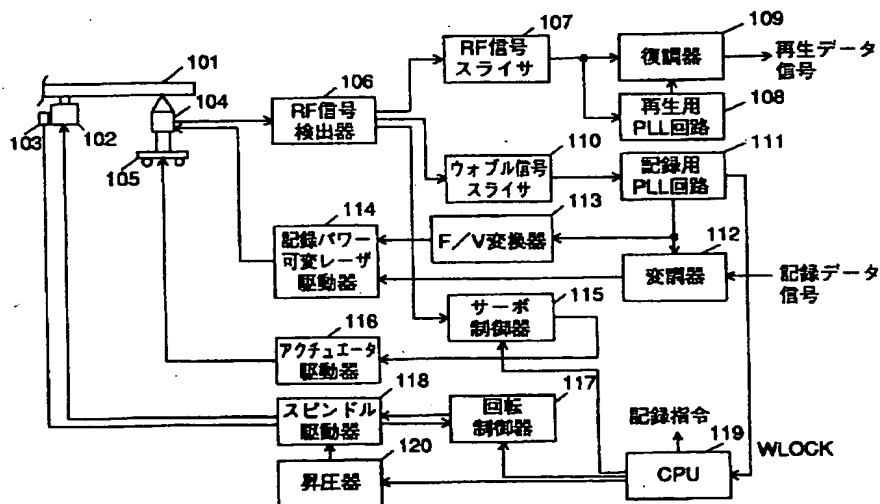 101
102
103
104
105
106
RF信号
検出器
107
RF信号
スライサ
109
復調器
再生データ
信号
108
再生用
PLL回路
110
ウォブル信号
スライサ
111
記録用
PLL回路
113
F/V変換器
114
記録パワー
可変レーザ
駆動器
112
変調器
記録データ
信号
115
サーボ
制御器
116
アクチュエータ
駆動器
118
スピンドル
駆動器
117
回転
制御器
記録指令
119
CPU
WLOCK
120
昇圧器